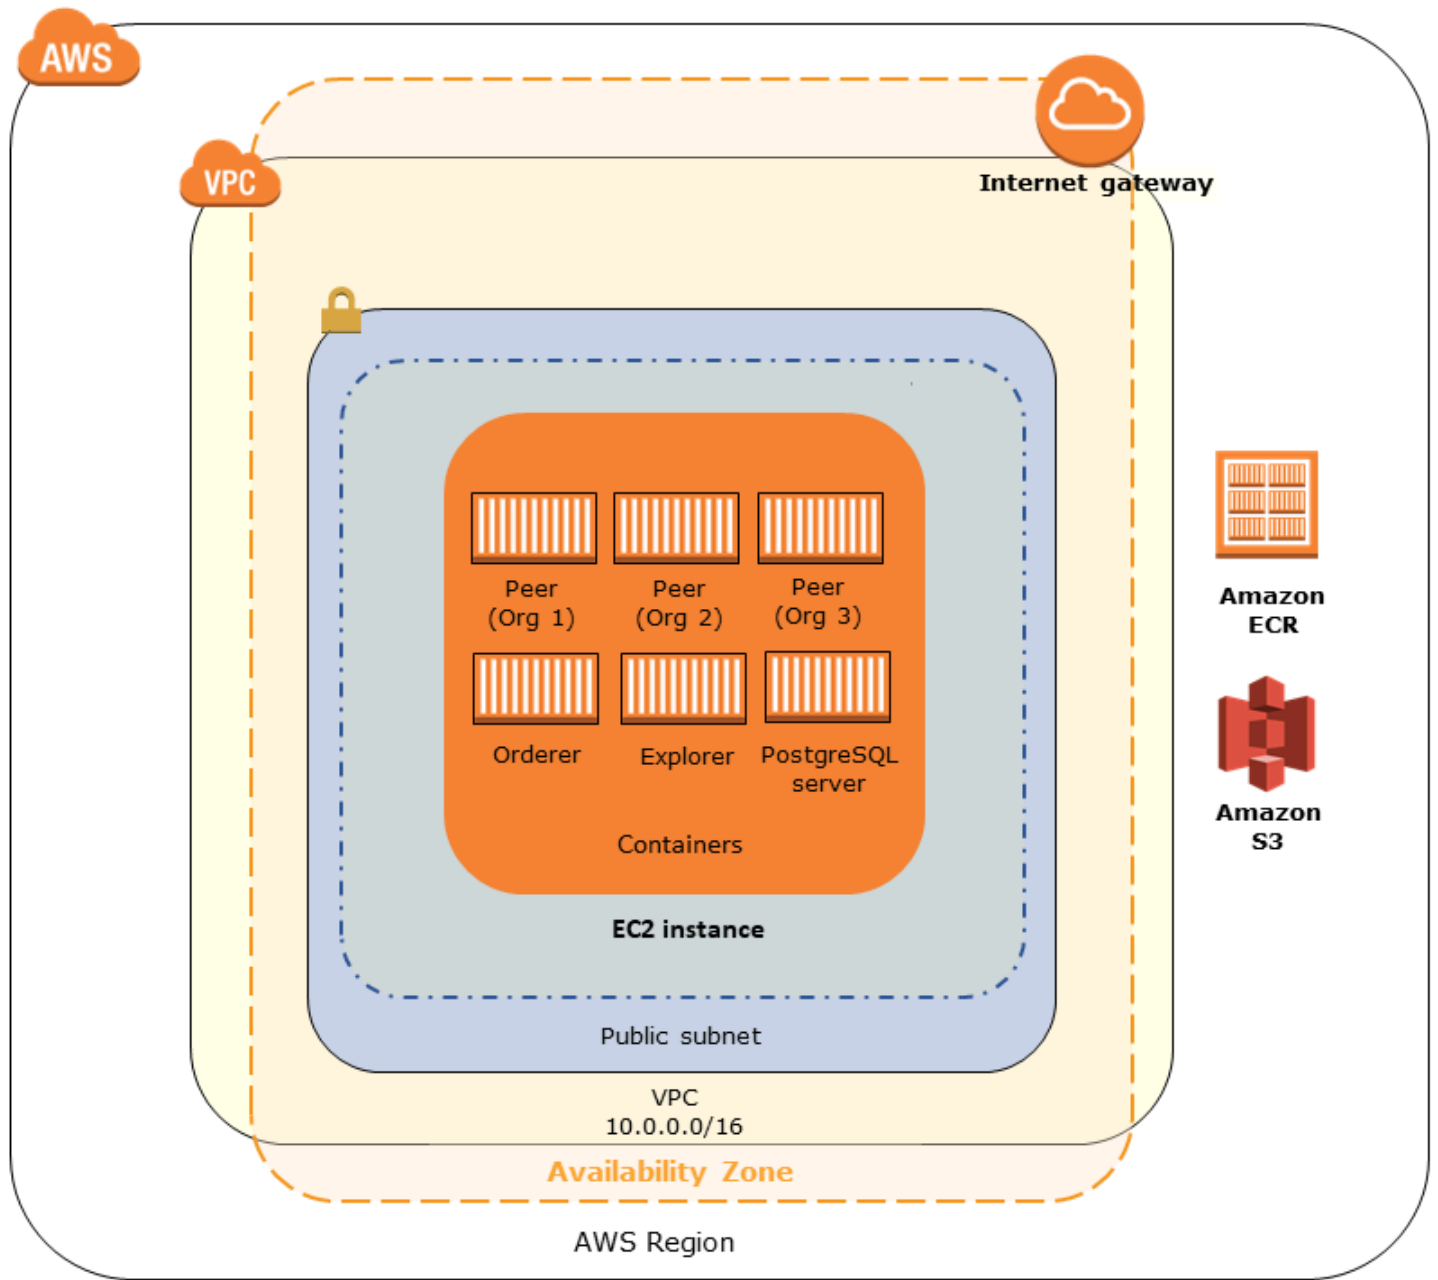 AWS
VPC
Internet gateway
Peer
(Org 1)
Peer
(Org 2)
Peer
(Org 3)
Orderer
Explorer
PostgreSQL
server
Containers
EC2 instance
Public subnet
VPC
10.0.0.0/16
Availability Zone
AWS Region
Amazon
ECR
Amazon
S3